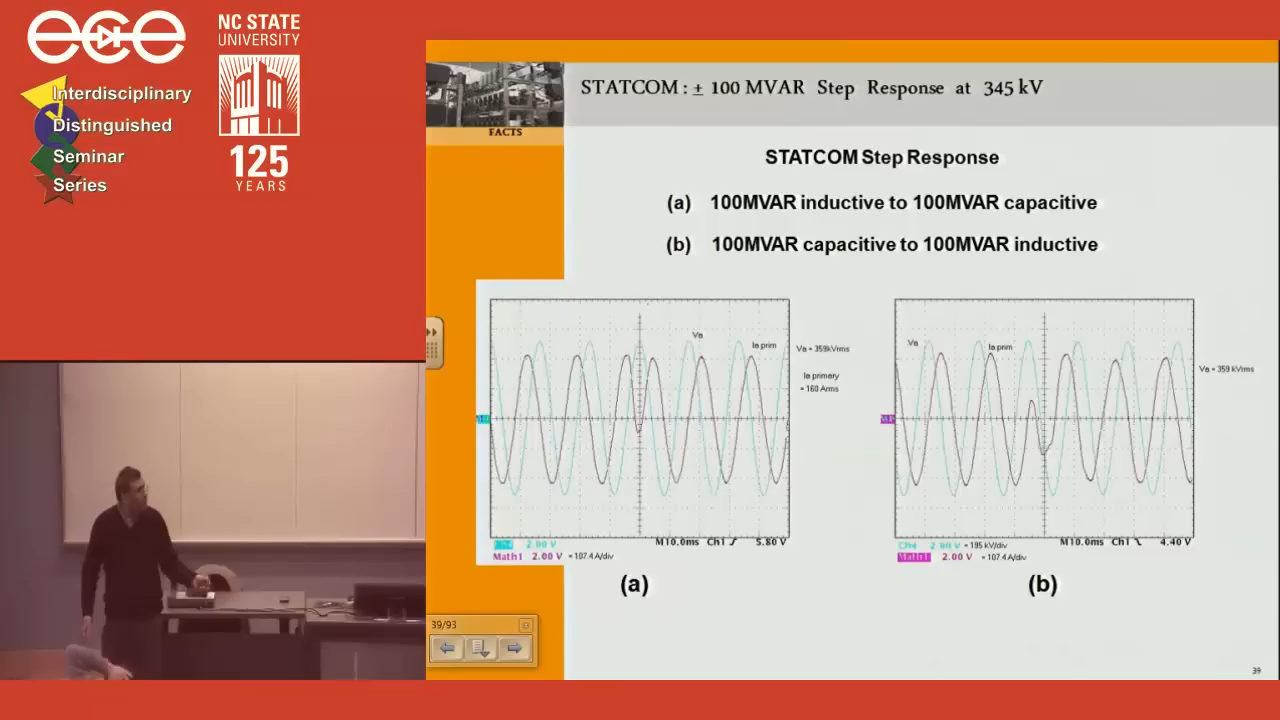 ece
NC STATE
UNIVERSITY
125
YEARS
Interdisciplinary
Distinguished
Seminar
Series
STATCOM : ± 100 MVAR Step Response at 345 kV
FACTS
STATCOM Step Response
(a) 100MVAR inductive to 100MVAR capacitive
(b) 100MVAR capacitive to 100MVAR inductive
Va
Ia prim
Va = 359kVrms
Ia primary
= 160 Arms
2.00 V
M10.0ms Ch1 5.80 V
Math1 2.00 V = 107.4 A/div
(a)
Va
Ia prim
Va = 359 kVrms
Ch4 2.00 V = 195 kV/div
M10.0ms Ch1 4.40 V
Math1 2.00 V = 107.4 A/div
(b)
39/93
39